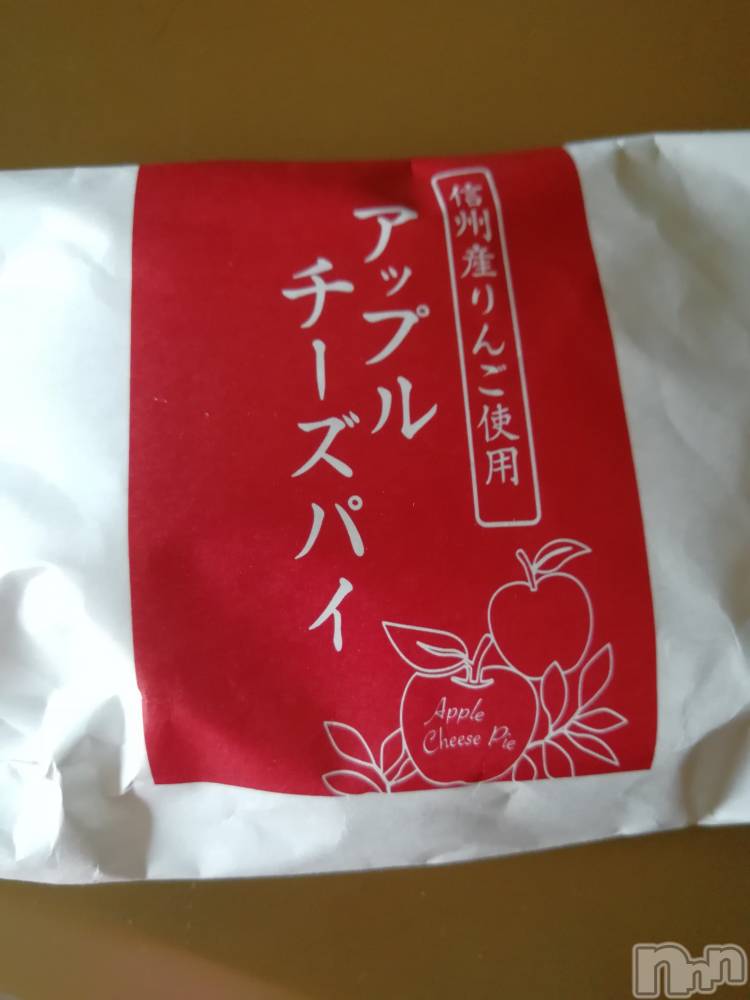 信州産りんご使用
アップル
チーズパイ
Apple
Cheese Pie
nnn